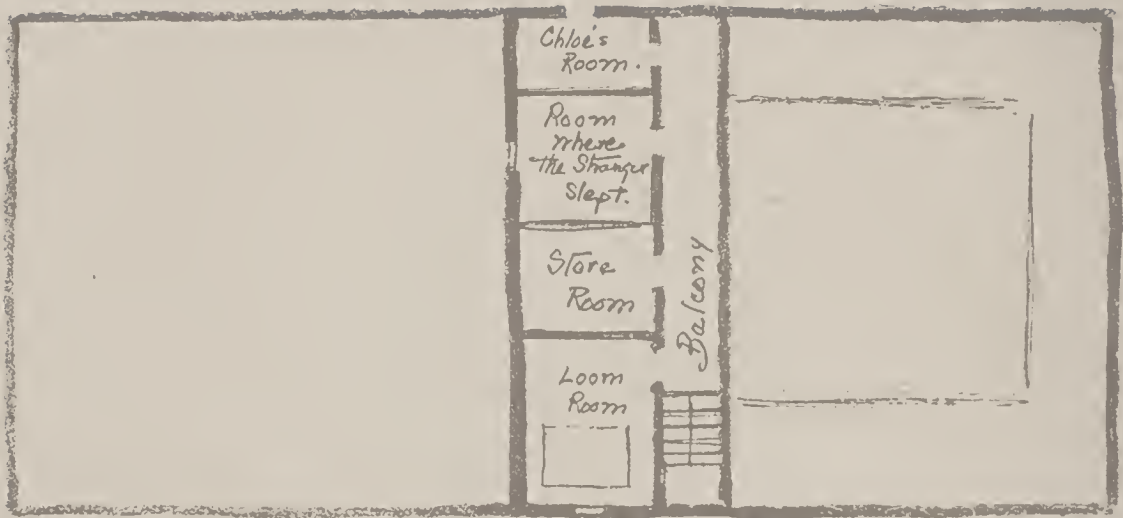 Chloe's
Room.
Room
where
The Stranger
Slept.
Store
Room
Loom
Room
Balcony